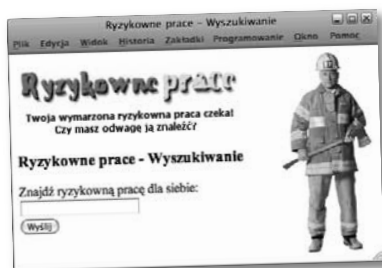 Ryzykowne prace - Wyszukiwanie
Plik Edycja Widok Historia Zakładki Programowanie Okno Pomoc
Ryzykowne prace
Twoja wymarzona ryzykowna praca czeka!
Czy masz odwagę ją znaleźć?
Ryzykowne prace - Wyszukiwanie
Znajdź ryzykowną pracę dla siebie:
Wyślij